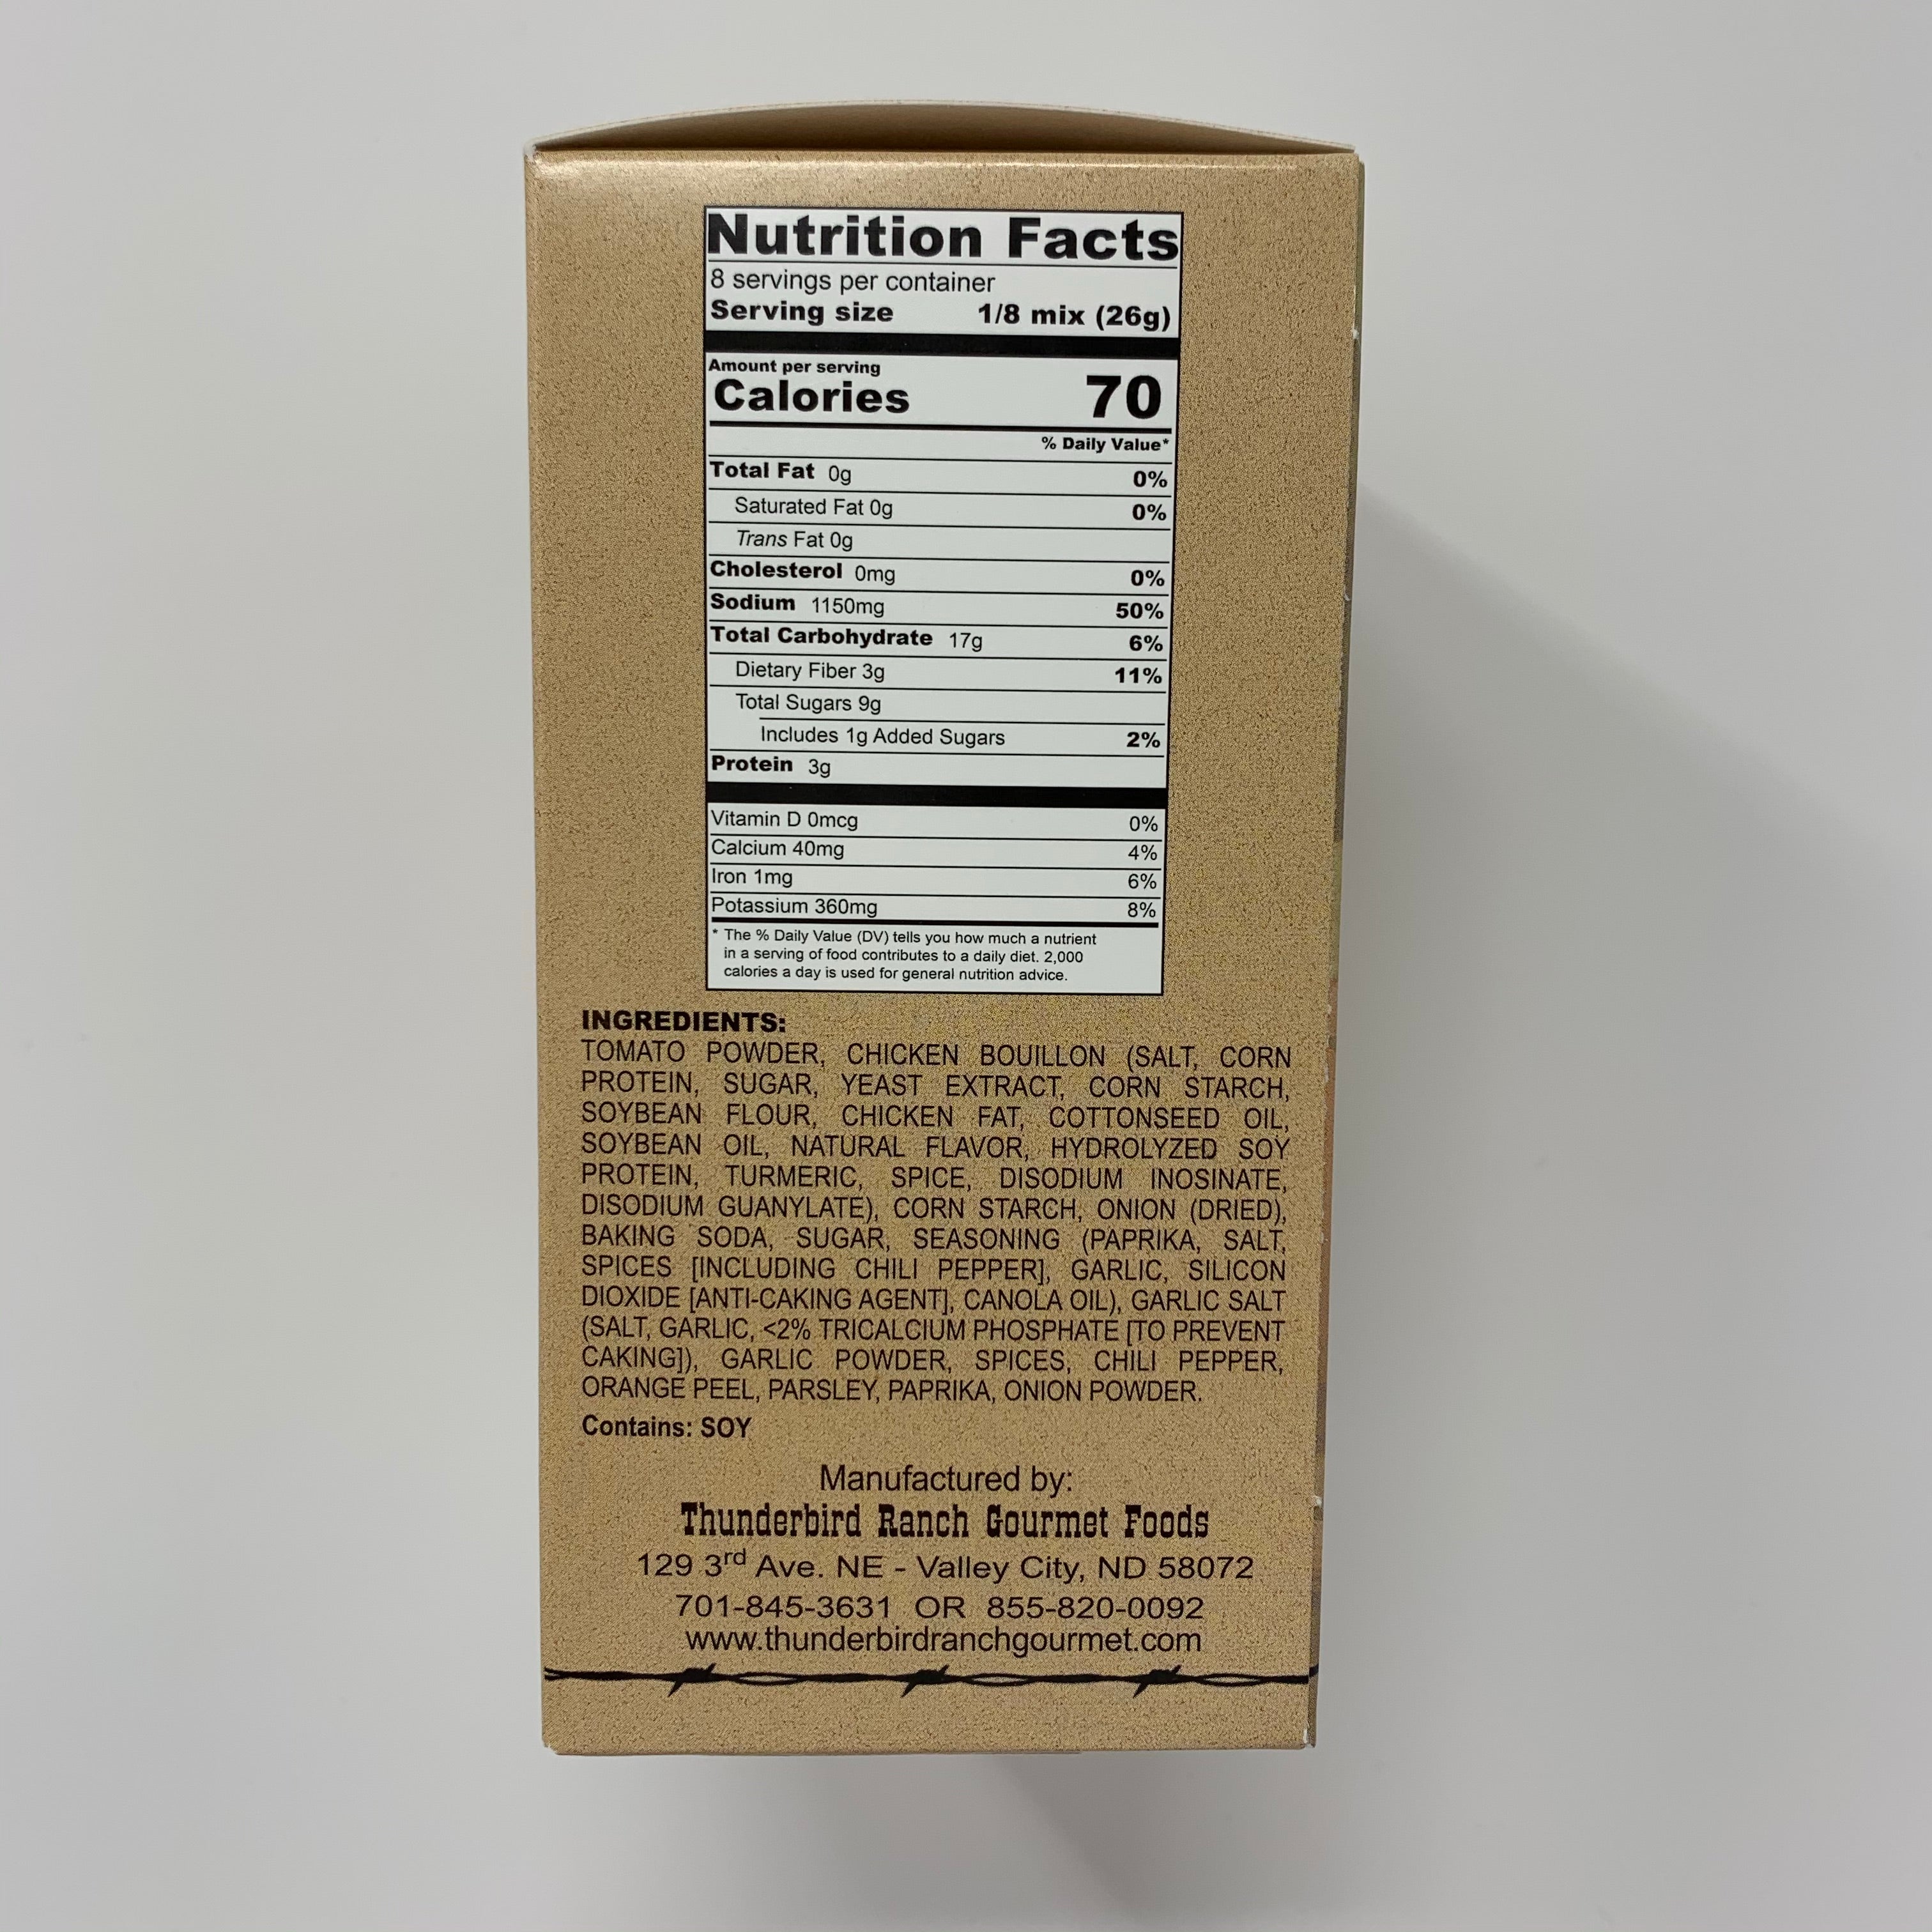 Nutrition Facts
8 servings per container
Serving size 1/8 mix (26g)
Amount per serving
Calories 70
% Daily Value*
Total Fat 0g 0%
Saturated Fat 0g 0%
Trans Fat 0g
Cholesterol 0mg 0%
Sodium 1150mg 50%
Total Carbohydrate 17g 6%
Dietary Fiber 3g 11%
Total Sugars 9g
Includes 1g Added Sugars 2%
Protein 3g
Vitamin D 0mcg 0%
Calcium 40mg 4%
Iron 1mg 6%
Potassium 360mg 8%
* The % Daily Value (DV) tells you how much a nutrient
in a serving of food contributes to a daily diet. 2,000
calories a day is used for general nutrition advice.
INGREDIENTS:
TOMATO POWDER, CHICKEN BOUILLON (SALT, CORN
PROTEIN, SUGAR, YEAST EXTRACT, CORN STARCH,
SOYBEAN FLOUR, CHICKEN FAT, COTTONSEED OIL,
SOYBEAN OIL, NATURAL FLAVOR, HYDROLYZED SOY
PROTEIN, TURMERIC, SPICE, DISODIUM INOSINATE,
DISODIUM GUANYLATE), CORN STARCH, ONION (DRIED),
BAKING SODA, SUGAR, SEASONING (PAPRIKA, SALT,
SPICES [INCLUDING CHILI PEPPER], GARLIC, SILICON
DIOXIDE [ANTI-CAKING AGENT], CANOLA OIL), GARLIC SALT
(SALT, GARLIC, <2% TRICALCIUM PHOSPHATE [TO PREVENT
CAKING]), GARLIC POWDER, SPICES, CHILI PEPPER,
ORANGE PEEL, PARSLEY, PAPRIKA, ONION POWDER.
Contains: SOY
Manufactured by:
Thunderbird Ranch Gourmet Foods
129 3rd Ave. NE - Valley City, ND 58072
701-845-3631 OR 855-820-0092
www.thunderbirdranchgourmet.com